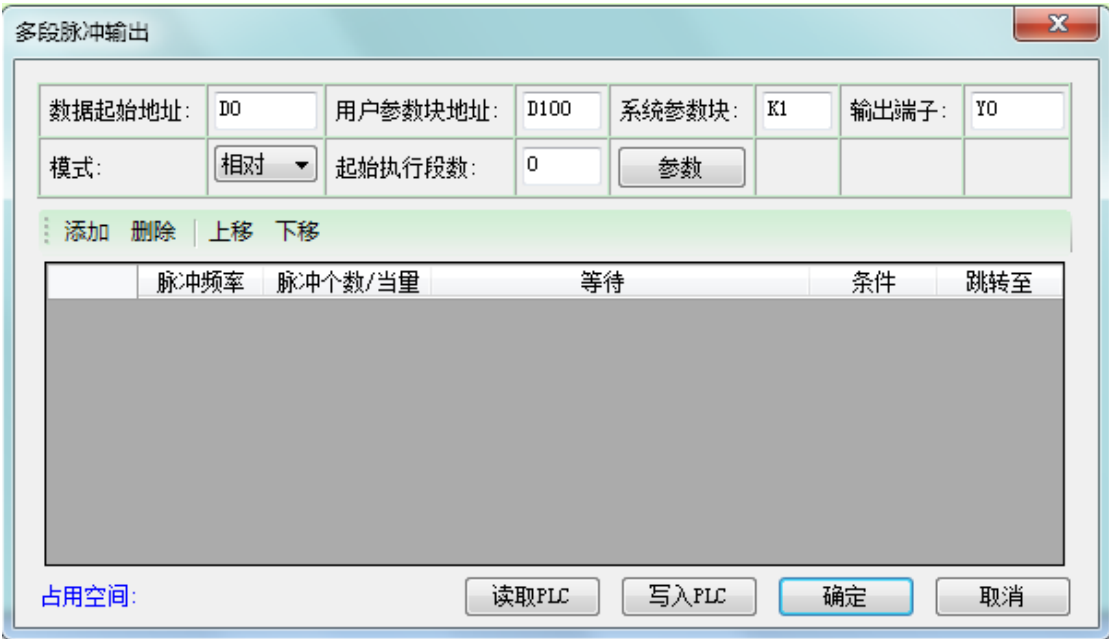 多段脉冲输出
数据起始地址: D0 用户参数块地址: D100 系统参数块: K1 输出端子: Y0
模式: 相对 起始执行段数: 0 参数
添加 删除 上移 下移
脉冲频率 脉冲个数/当量 等待 条件 跳转至
占用空间: 读取PLC 写入PLC 确定 取消